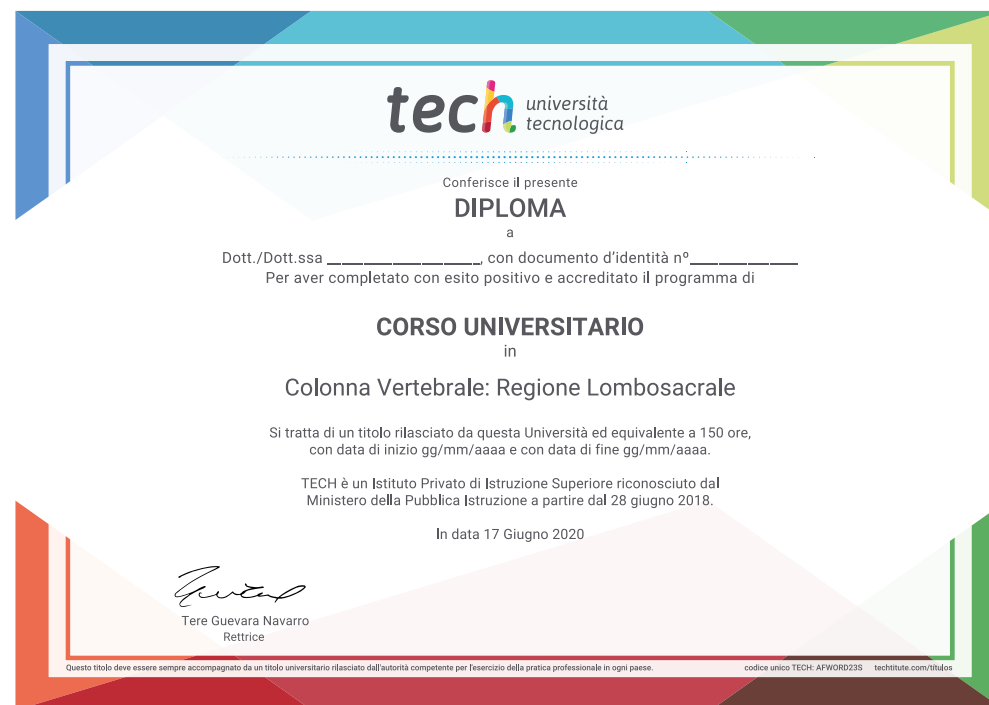 tech università
tecnologica
Conferisce il presente
DIPLOMA
a
Dott./Dott.ssa ____________________, con documento d'identità nº______________
Per aver completato con esito positivo e accreditato il programma di
CORSO UNIVERSITARIO
in
Colonna Vertebrale: Regione Lombosacrale
Si tratta di un titolo rilasciato da questa Università ed equivalente a 150 ore,
con data di inizio gg/mm/aaaa e con data di fine gg/mm/aaaa.
TECH è un Istituto Privato di Istruzione Superiore riconosciuto dal
Ministero della Pubblica Istruzione a partire dal 28 giugno 2018.
In data 17 Giugno 2020
Tere Guevara Navarro
Rettrice
Questo titolo deve essere sempre accompagnato da un titolo universitario rilasciato dall'autorità competente per l'esercizio della pratica professionale in ogni paese.
codice unico TECH: AFWORD23S techtitute.com/títulos